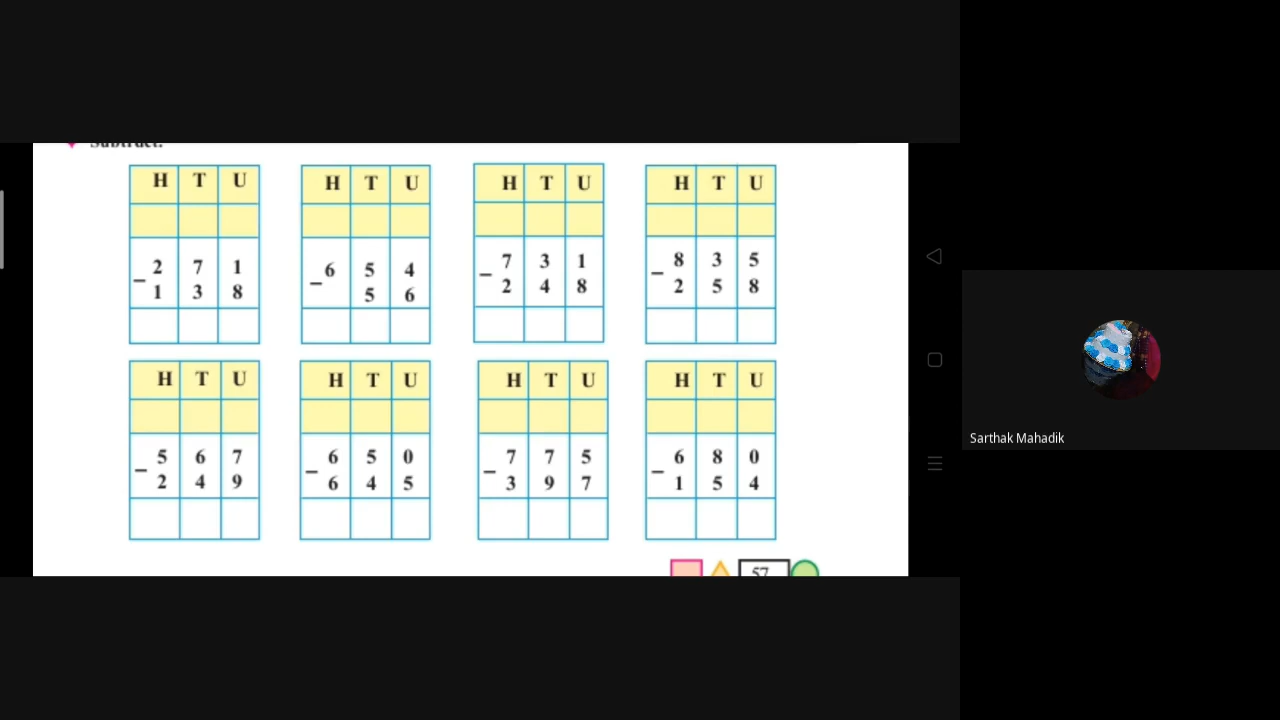 Subtract.
H T U
2 7 1
− 1 3 8
H T U
6 5 4
− 5 6
H T U
7 3 1
− 2 4 8
H T U
8 3 5
− 2 5 8
H T U
5 6 7
− 2 4 9
H T U
6 5 0
− 6 4 5
H T U
7 7 5
− 3 9 7
H T U
6 8 0
− 1 5 4
57
Sarthak Mahadik